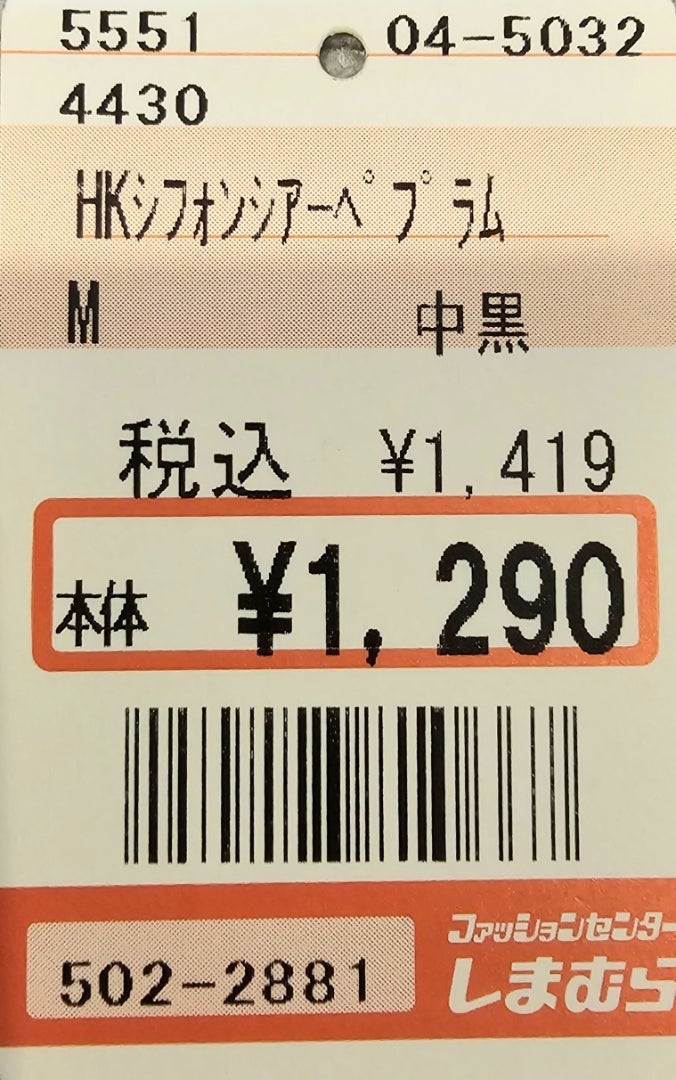 5551 04-5032
4430
HKシフォンシアーペプラム
M 中黒
税込 ¥1,419
本体 ¥1,290
ファッションセンター
502-2881 しまむら